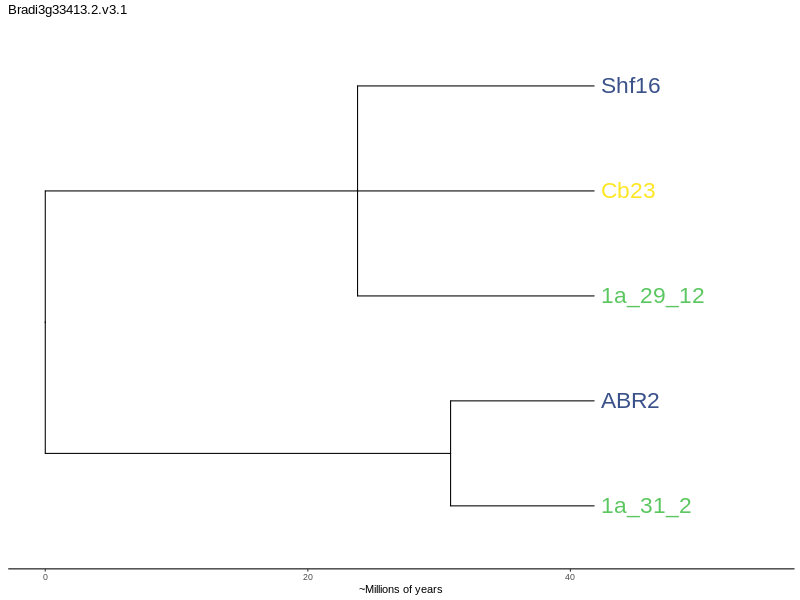 Bradi3g33413.2.v3.1
Shf16
Cb23
1a_29_12
ABR2
1a_31_2
0 20 40
~Millions of years